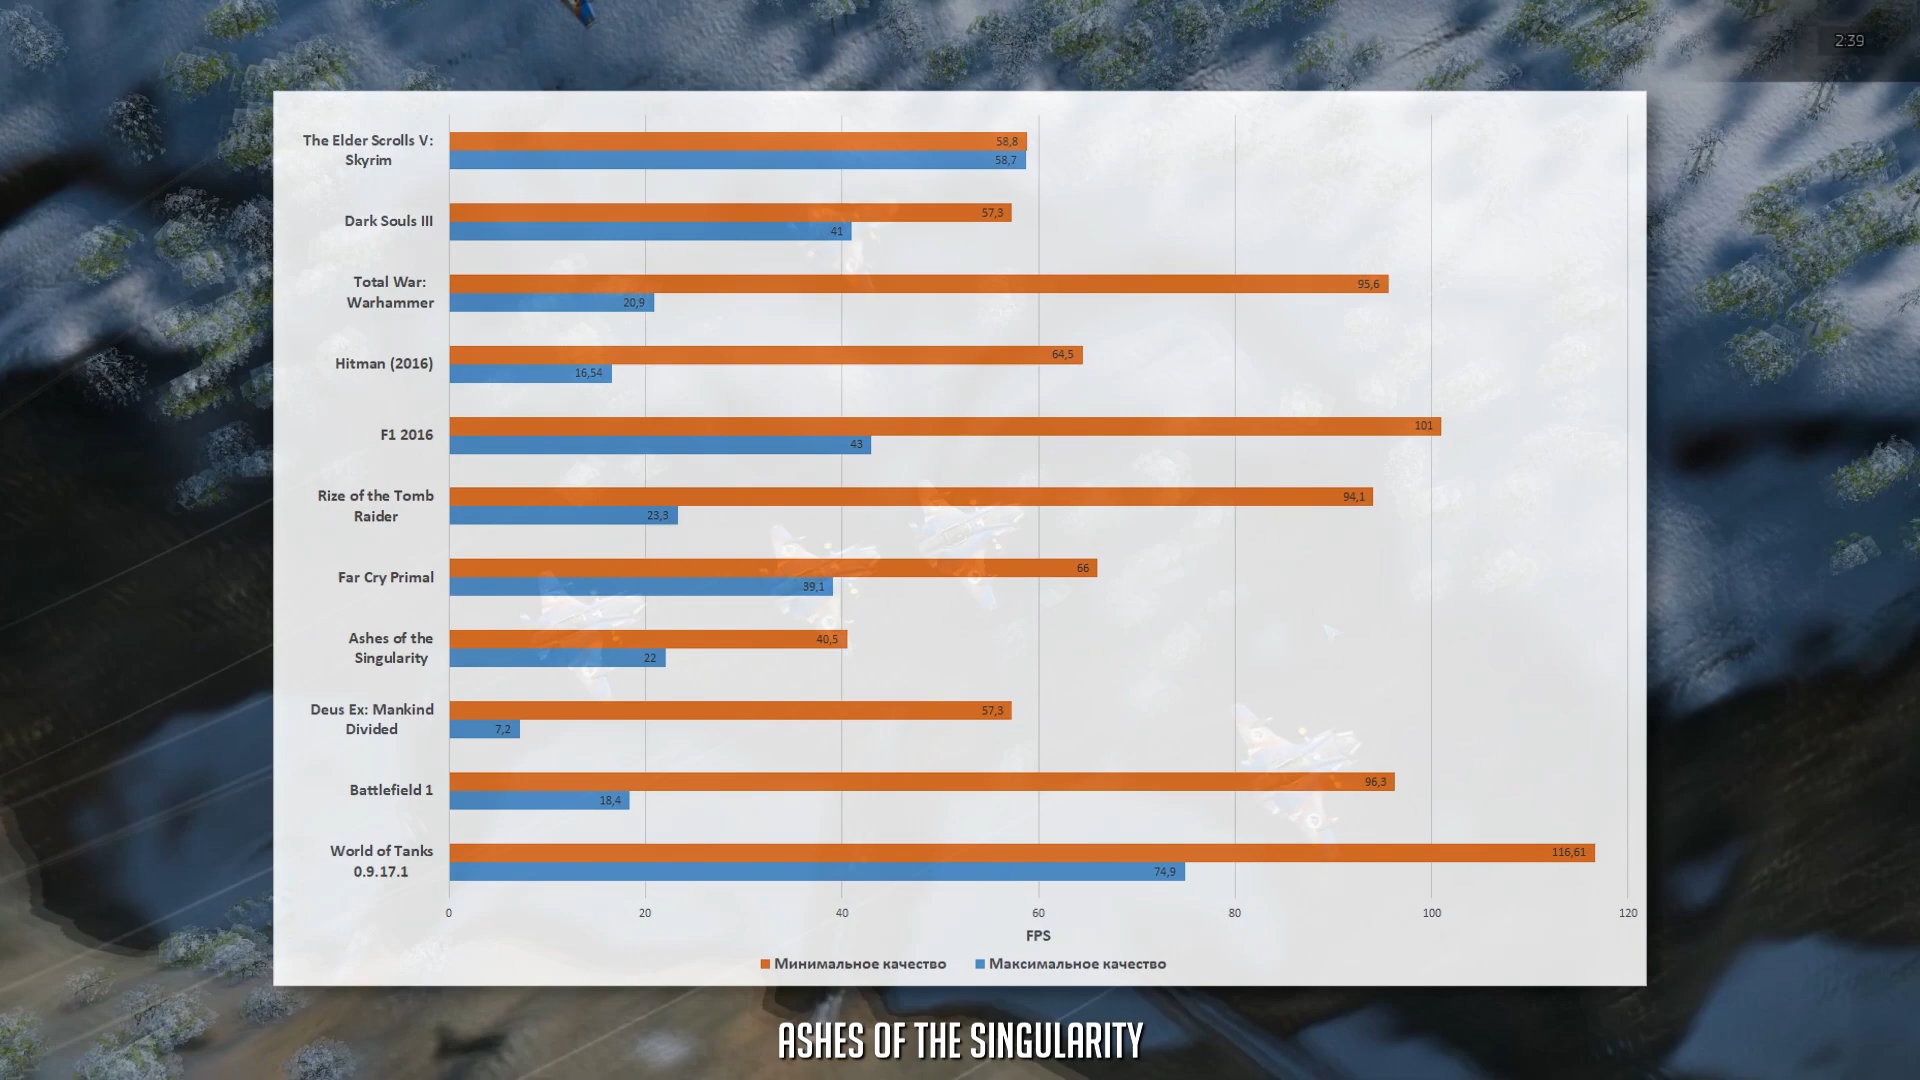 2:39
The Elder Scrolls V:
Skyrim
58,8
58,7
Dark Souls III
57,3
41
Total War:
Warhammer
95,6
20,9
Hitman (2016)
64,5
16,54
F1 2016
101
43
Rize of the Tomb
Raider
94,1
23,3
Far Cry Primal
66
39,1
Ashes of the
Singularity
40,5
22
Deus Ex: Mankind
Divided
57,3
7,2
Battlefield 1
96,3
18,4
World of Tanks
0.9.17.1
116,61
74,9
0 20 40 60 80 100 120
FPS
Минимальное качество Максимальное качество
ASHES OF THE SINGULARITY